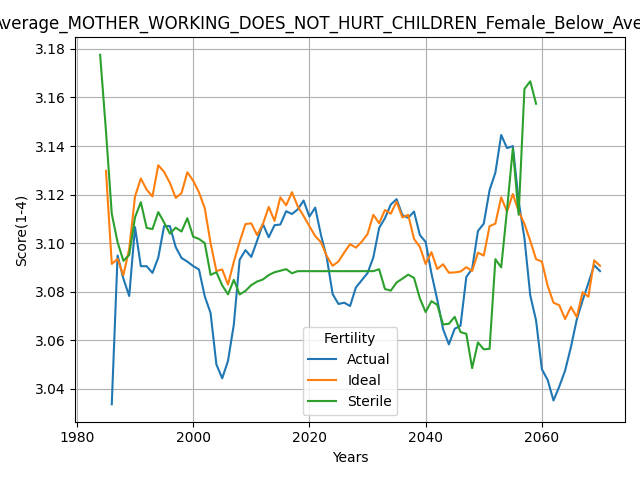 Average_MOTHER_WORKING_DOES_NOT_HURT_CHILDREN_Female_Below_Ave
3.18
3.16
3.14
3.12
3.10
3.08
3.06
3.04
Score(1-4)
Fertility
Actual
Ideal
Sterile
1980
2000
2020
2040
2060
Years